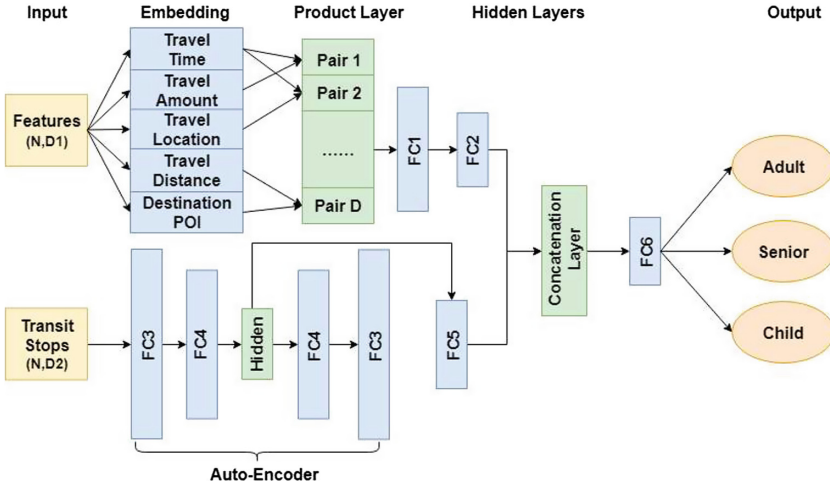 Input Embedding Product Layer Hidden Layers Output
Travel
Time
Travel
Amount
Travel
Location
Travel
Distance
Destination
POI
Features
(N,D1)
Pair 1
Pair 2
......
Pair D
FC1
FC2
Concatenation
Layer
FC6
Adult
Senior
Child
Transit
Stops
(N,D2)
FC3
FC4
Hidden
FC4
FC3
FC5
Auto-Encoder